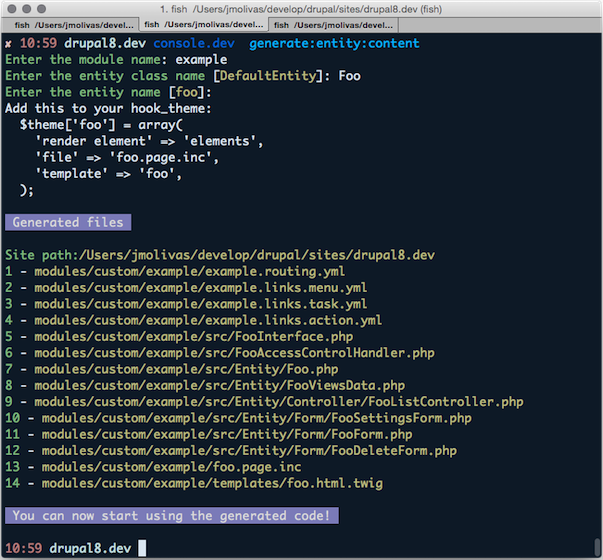 1. fish /Users/jmolivas/develop/drupal/sites/drupal8.dev (fish)
fish /Users/jmolivas/devel... fish /Users/jmolivas/devel... fish /Users/jmolivas/devel...
✘ 10:59 drupal8.dev console.dev generate:entity:content
Enter the module name: example
Enter the entity class name [DefaultEntity]: Foo
Enter the entity name [foo]:
Add this to your hook_theme:
$theme['foo'] = array(
'render element' => 'elements',
'file' => 'foo.page.inc',
'template' => 'foo',
);
Generated files
Site path:/Users/jmolivas/develop/drupal/sites/drupal8.dev
1 - modules/custom/example/example.routing.yml
2 - modules/custom/example/example.links.menu.yml
3 - modules/custom/example/example.links.task.yml
4 - modules/custom/example/example.links.action.yml
5 - modules/custom/example/src/FooInterface.php
6 - modules/custom/example/src/FooAccessControlHandler.php
7 - modules/custom/example/src/Entity/Foo.php
8 - modules/custom/example/src/Entity/FooViewsData.php
9 - modules/custom/example/src/Entity/Controller/FooListController.php
10 - modules/custom/example/src/Entity/Form/FooSettingsForm.php
11 - modules/custom/example/src/Entity/Form/FooForm.php
12 - modules/custom/example/src/Entity/Form/FooDeleteForm.php
13 - modules/custom/example/foo.page.inc
14 - modules/custom/example/templates/foo.html.twig
You can now start using the generated code!
10:59 drupal8.dev